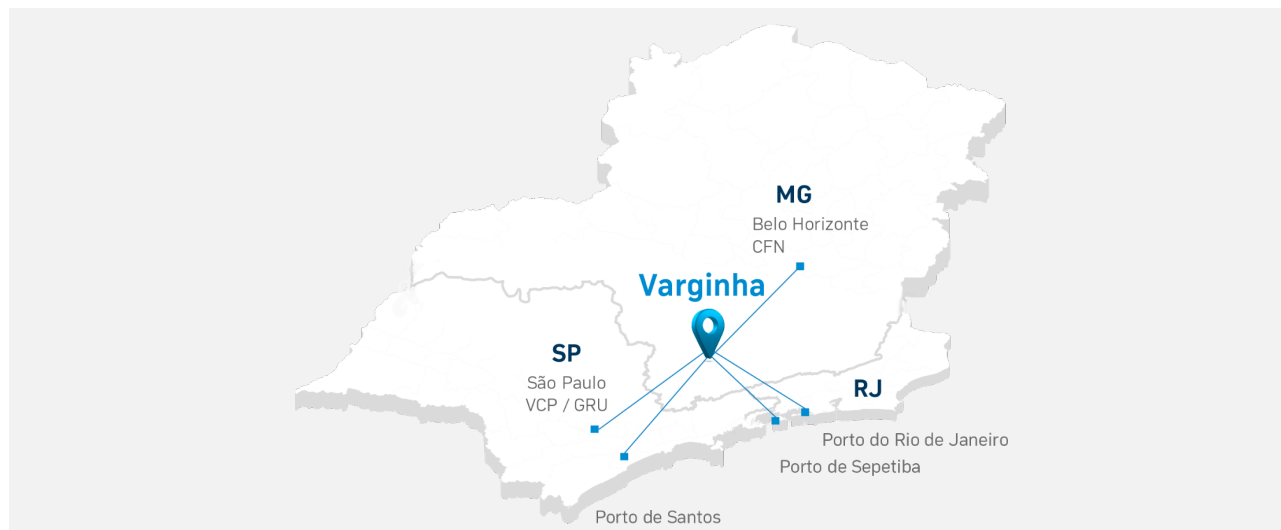 MG
Belo Horizonte
CFN
Varginha
SP
São Paulo
VCP / GRU
RJ
Porto do Rio de Janeiro
Porto de Sepetiba
Porto de Santos